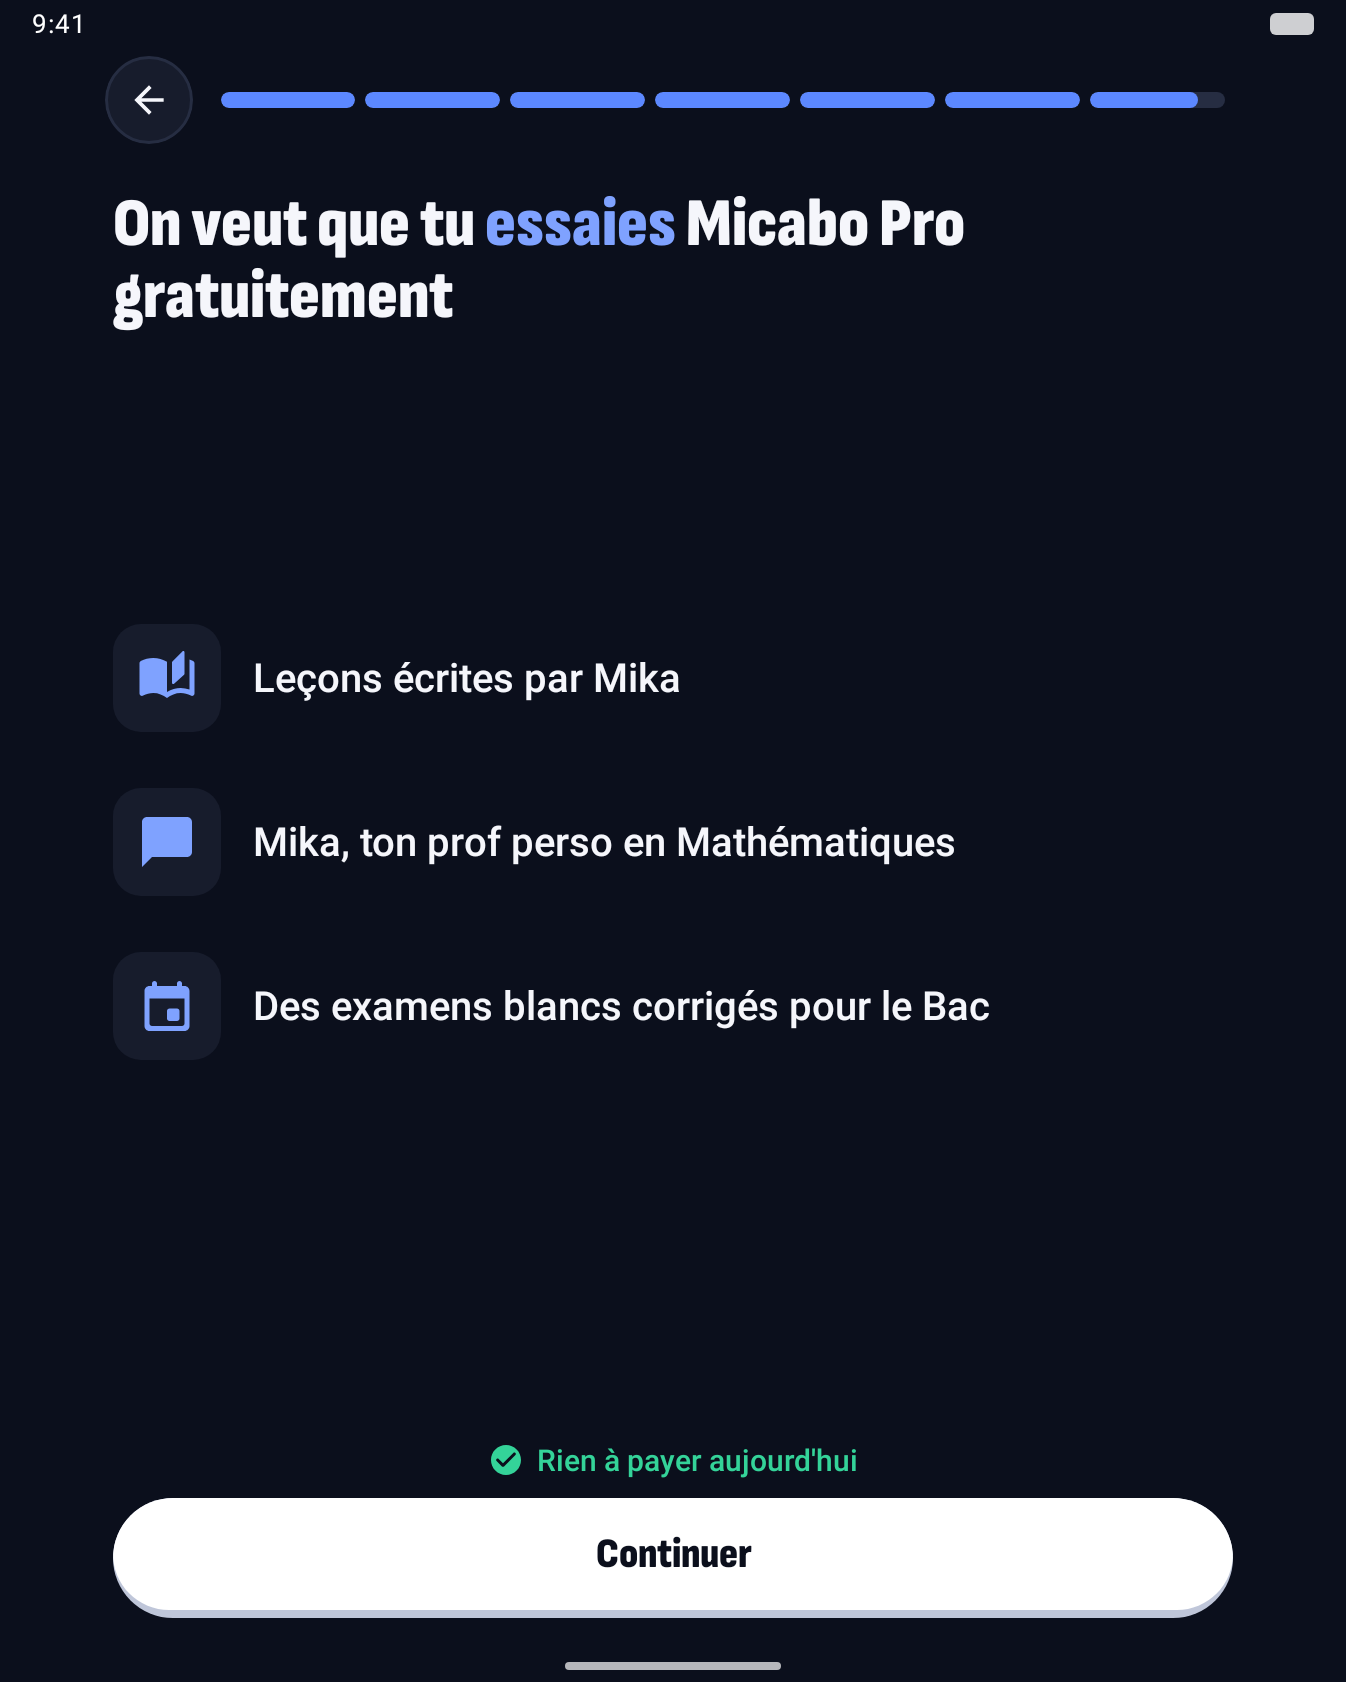 9:41
On veut que tu essaies Micabo Pro
gratuitement
Leçons écrites par Mika
Mika, ton prof perso en Mathématiques
Des examens blancs corrigés pour le Bac
Rien à payer aujourd'hui
Continuer